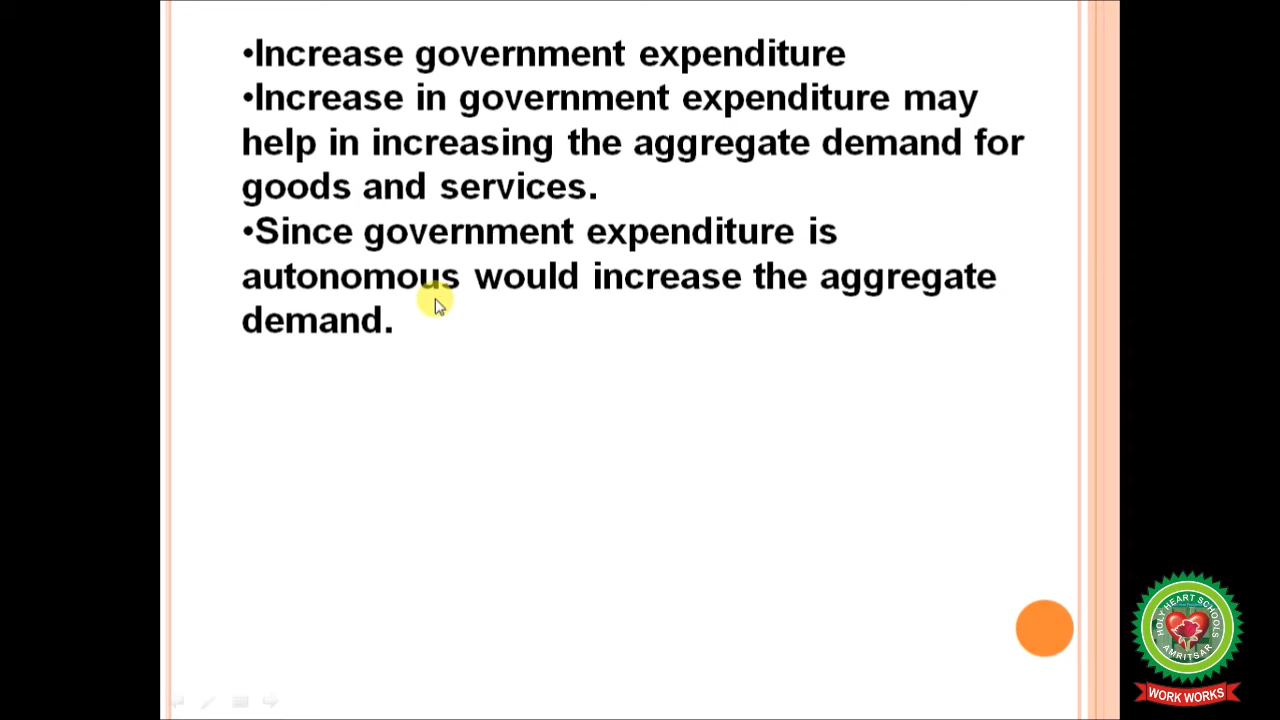 •Increase government expenditure
•Increase in government expenditure may
help in increasing the aggregate demand for
goods and services.
•Since government expenditure is
autonomous would increase the aggregate
demand.
HOLY HEART SCHOOLS
AMRITSAR
WORK WORKS